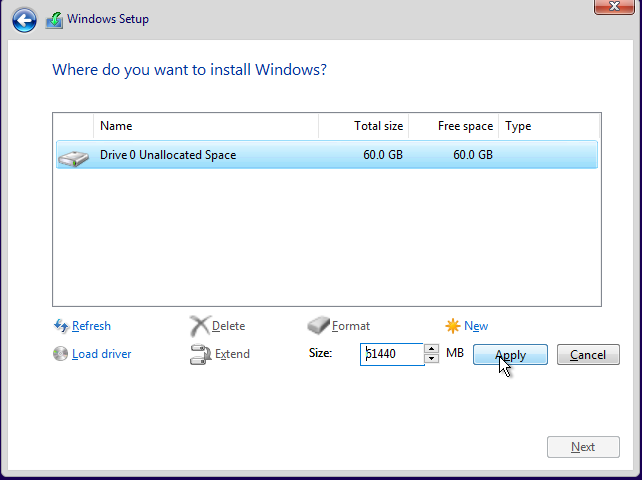 Windows Setup
Where do you want to install Windows?
Name Total size Free space Type
Drive 0 Unallocated Space 60.0 GB 60.0 GB
Refresh Delete Format New
Load driver Extend Size: 61440 MB Apply Cancel
Next